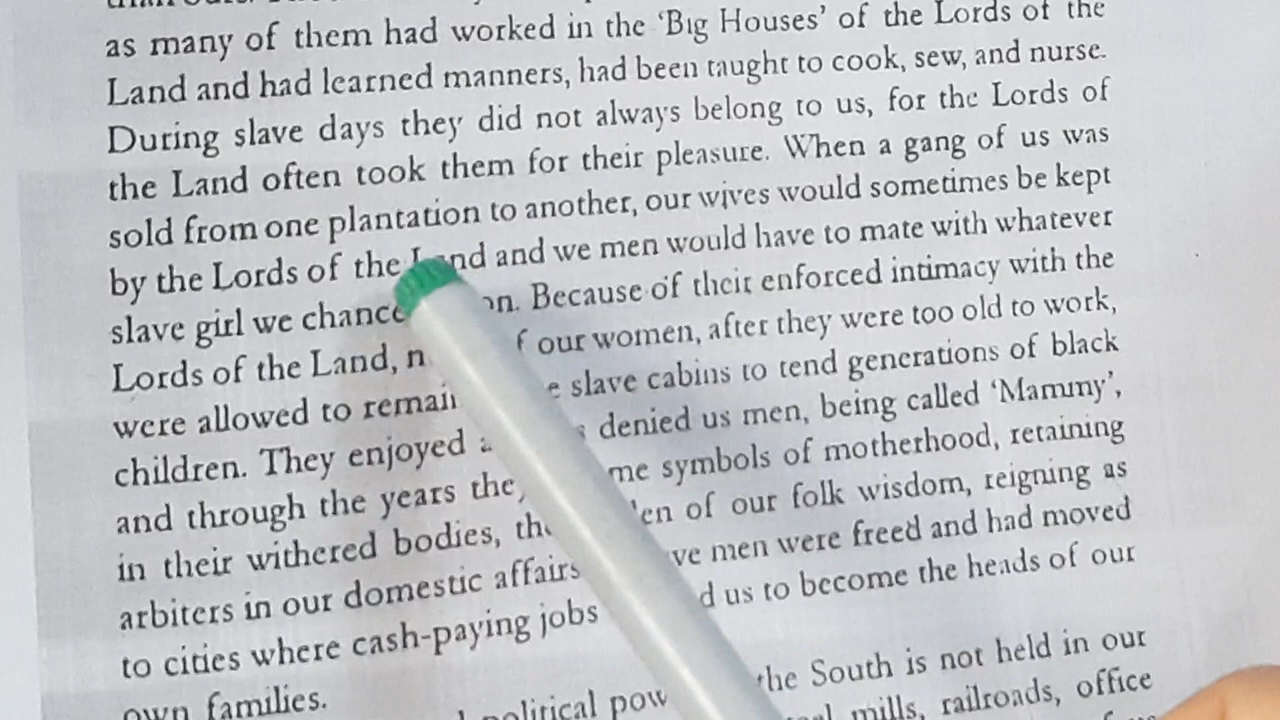 as many of them had worked in the 'Big Houses' of the Lords of the
Land and had learned manners, had been taught to cook, sew, and nurse.
During slave days they did not always belong to us, for the Lords of
the Land often took them for their pleasure. When a gang of us was
sold from one plantation to another, our wives would sometimes be kept
by the Lords of the Land and we men would have to mate with whatever
slave girl we on. Because of their enforced intimacy with the
Lords of the Land, our women, after they were too old to work,
were allowed to slave cabins to tend generations of black
children. They enjoyed denied us men, being called 'Mammy',
and through the years symbols of motherhood, retaining
in their withered bodies, of our folk wisdom, reigning as
arbiters in our domestic affairs men were freed and had moved
to cities where cash-paying jobs us to become the heads of our
own families.
political the South is not held in our
mills, railroads, office